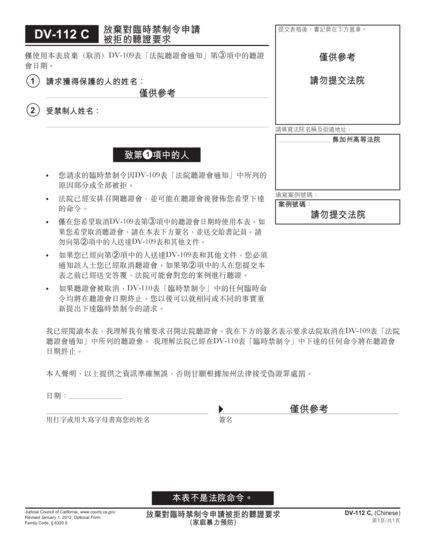 DV-112 C
放棄對臨時禁制令申請
被拒的聽證要求
提交表格後，書記員在下方蓋章。
僅使用本表放棄（取消）DV-109表「法院聽證會通知」第③項中的聽證
會日期。
僅供參考
請勿提交法院
① 請求獲得保護的人的姓名：
僅供參考
② 受禁制人姓名：
請填寫法院名稱及街道地址：
縣加州高等法院
致第❶項中的人
填寫案例號碼：
案例號碼：
請勿提交法院
• 您請求的臨時禁制令因DV-109表「法院聽證會通知」中所列的
原因部分或全部被拒。
• 法院已經安排召開聽證會，並可能在聽證會後發佈您希望下達
的命令。
• 僅在您希望取消DV-109表第③項中的聽證會日期時使用本表。如
果您希望取消聽證會，請在本表下方簽名，並送交給書記員。請
勿向第②項中的人送達DV-109表和其他文件。
• 如果您已經向第②項中的人送達DV-109表和其他文件，您必須
通知該人士您已經取消聽證會。如果第②項中的人在您提交本
表之前已經送交答覆，法院可能會對您的案例進行聽證。
• 如果聽證會被取消，DV-110表「臨時禁制令」中的任何臨時命
令均將在聽證會日期終止。您以後可以就相同或不同的事實重
新提出下達臨時禁制令的請求。
我已經閱讀本表。我理解我有權要求召開法院聽證會。我在下方的簽名表示要求法院取消在DV-109表「法院
聽證會通知」中所列的聽證會。 我理解法院已經在DV-110表「臨時禁制令」中下達的任何命令將在聽證會
日期終止。
本人聲明，以上提供之資訊準確無誤，否則甘願根據加州法律接受偽證罪處罰。
日期：
僅供參考
用打字或用大寫字母書寫您的姓名
簽名
本表不是法院命令。
Judicial Council of California, www.courts.ca.gov
Revised January 1, 2012, Optional Form
Family Code, § 6320.5
放棄對臨時禁制令申請被拒的聽證要求
(家庭暴力預防)
DV-112 C, (Chinese)
第1頁/共1頁